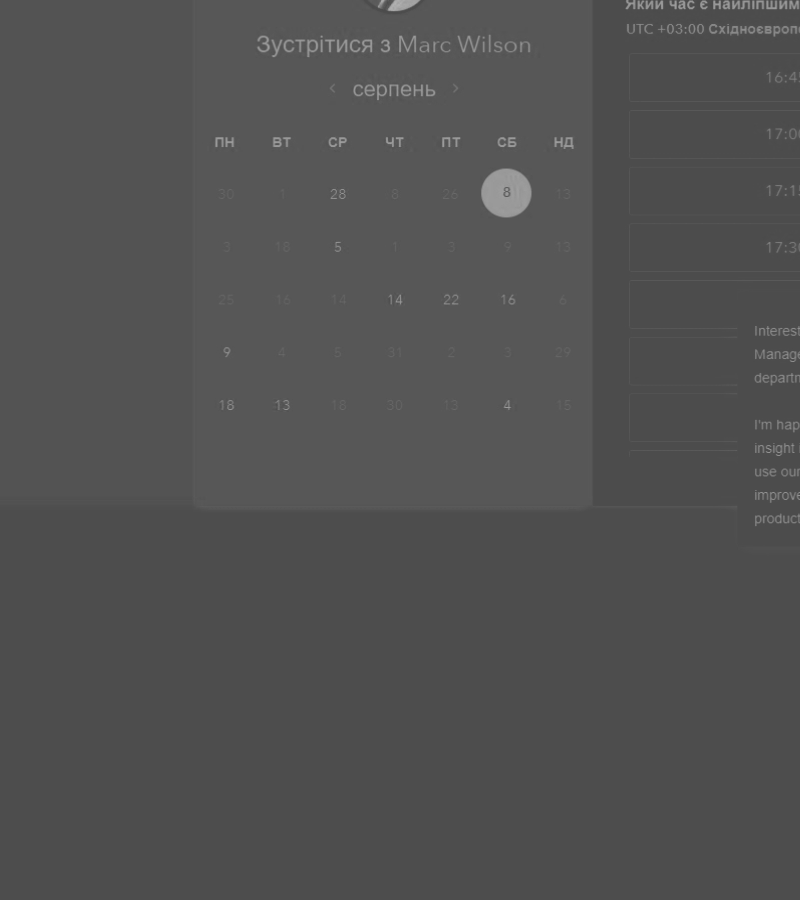 Зустрітися з Marc Wilson
серпень
ПН ВТ СР ЧТ ПТ СБ НД
30 1 28 8 26 8 13
3 18 5 1 3 9 13
25 16 14 14 22 16 6
9 4 5 31 2 3 29
18 13 18 30 13 4 15
Який час є найліпшим
UTC +03:00 Східноєвроп
16:4
17:0
17:1
17:3
Interest
Manage
departm
I'm hap
insight
use our
improve
product